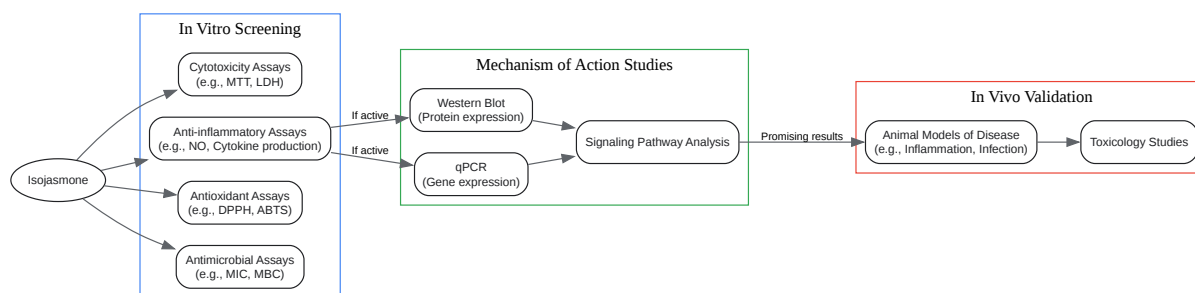 In Vitro Screening
Cytotoxicity Assays
(e.g., MTT, LDH)
Anti-inflammatory Assays
(e.g., NO, Cytokine production)
Isojasmone
Antioxidant Assays
(e.g., DPPH, ABTS)
Antimicrobial Assays
(e.g., MIC, MBC)
If active
If active
Mechanism of Action Studies
Western Blot
(Protein expression)
qPCR
(Gene expression)
Signaling Pathway Analysis
Promising results
In Vivo Validation
Animal Models of Disease
(e.g., Inflammation, Infection)
Toxicology Studies